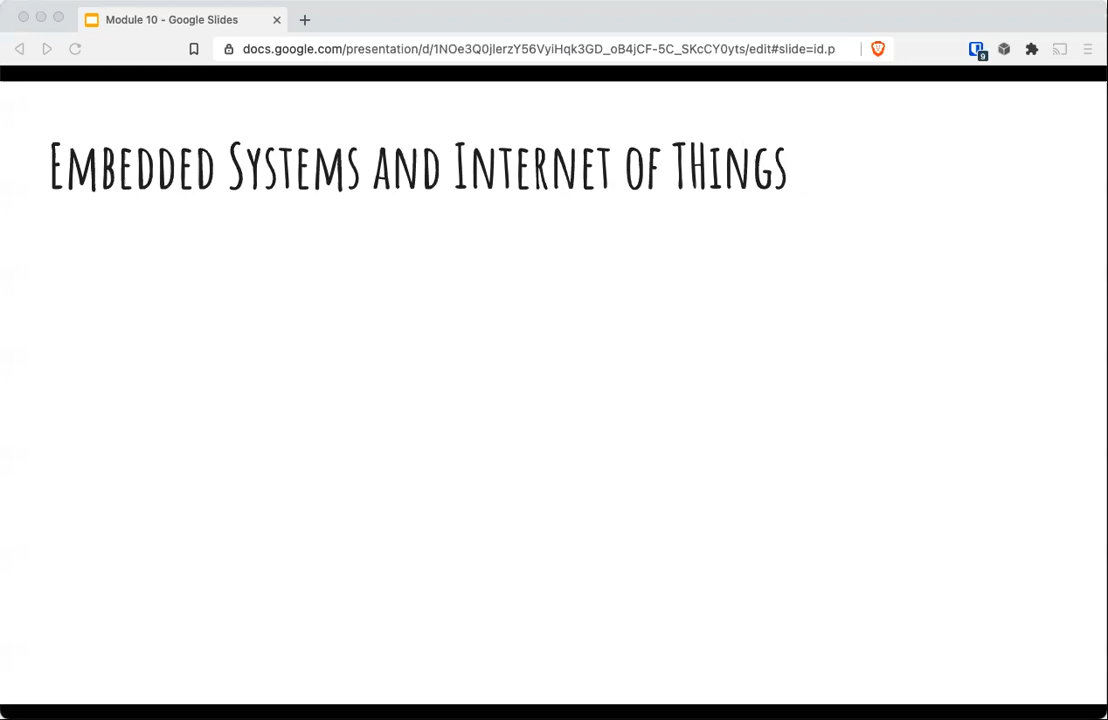 Module 10 - Google Slides
docs.google.com/presentation/d/1NOe3Q0jlerzY56VyiHqk3GD_oB4jCF-5C_SKcCY0yts/edit#slide=id.p
9
Embedded Systems and Internet of THings